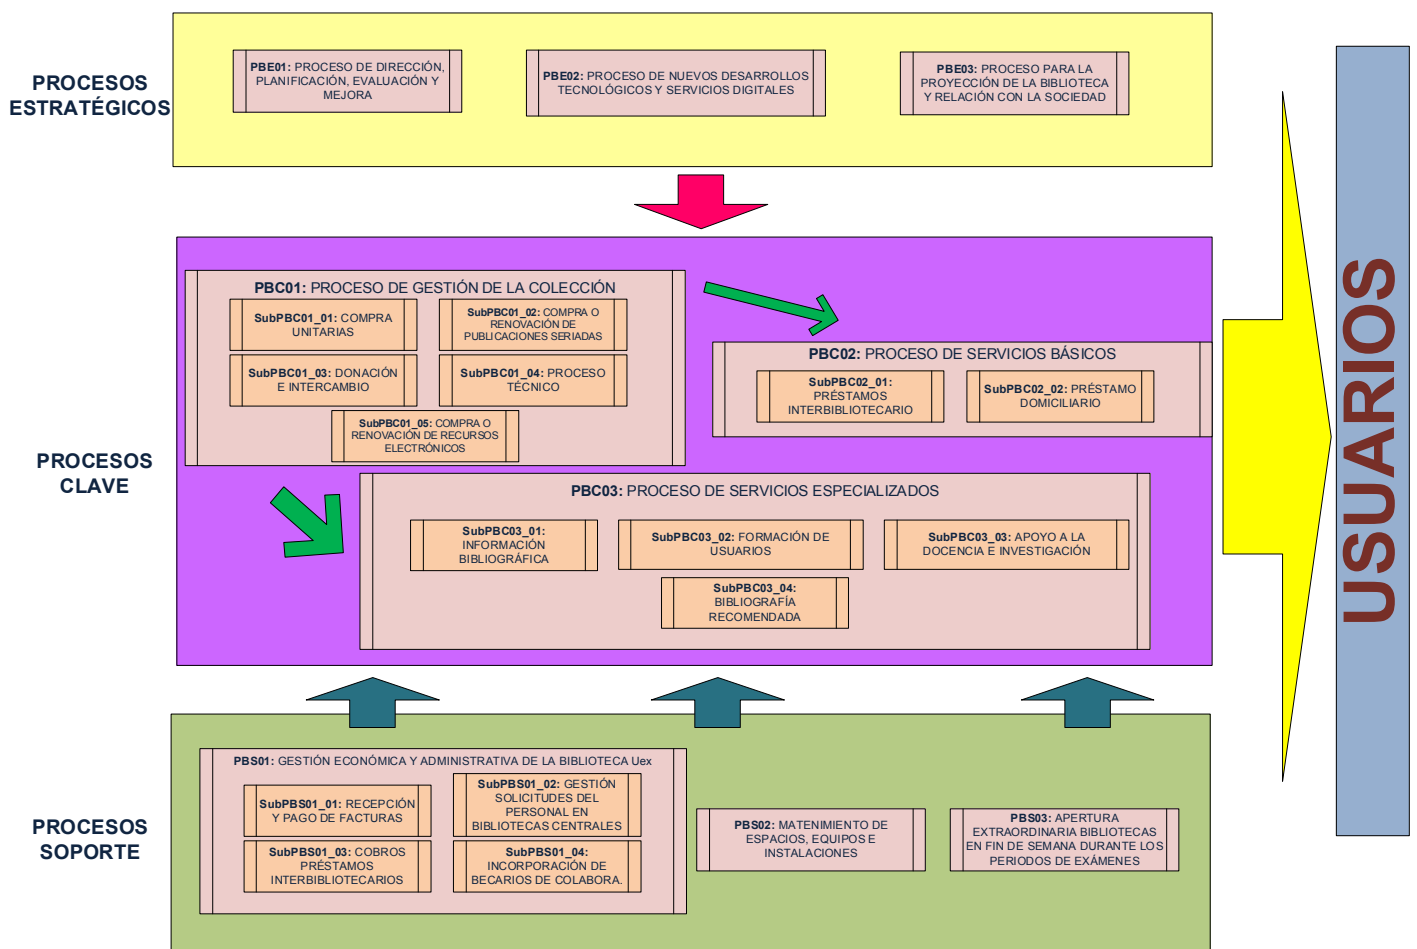 PROCESOS
ESTRATÉGICOS
PBE01: PROCESO DE DIRECCIÓN,
PLANIFICACIÓN, EVALUACIÓN Y
MEJORA
PBE02: PROCESO DE NUEVOS DESARROLLOS
TECNOLÓGICOS Y SERVICIOS DIGITALES
PBE03: PROCESO PARA LA
PROYECCIÓN DE LA BIBLIOTECA
Y RELACIÓN CON LA SOCIEDAD
PROCESOS
CLAVE
PBC01: PROCESO DE GESTIÓN DE LA COLECCIÓN
SubPBC01_01: COMPRA
UNITARIAS
SubPBC01_02: COMPRA O
RENOVACIÓN DE
PUBLICACIONES SERIADAS
SubPBC01_03: DONACIÓN
E INTERCAMBIO
SubPBC01_04: PROCESO
TÉCNICO
SubPBC01_05: COMPRA O
RENOVACIÓN DE RECURSOS
ELECTRÓNICOS
PBC02: PROCESO DE SERVICIOS BÁSICOS
SubPBC02_01:
PRÉSTAMOS
INTERBIBLIOTECARIO
SubPBC02_02: PRÉSTAMO
DOMICILIARIO
PBC03: PROCESO DE SERVICIOS ESPECIALIZADOS
SubPBC03_01:
INFORMACIÓN
BIBLIOGRÁFICA
SubPBC03_02: FORMACIÓN DE
USUARIOS
SubPBC03_03: APOYO A LA
DOCENCIA E INVESTIGACIÓN
SubPBC03_04:
BIBLIOGRAFÍA
RECOMENDADA
PROCESOS
SOPORTE
PBS01: GESTIÓN ECONÓMICA Y ADMINISTRATIVA DE LA BIBLIOTECA Uex
SubPBS01_01: RECEPCIÓN
Y PAGO DE FACTURAS
SubPBS01_02: GESTIÓN
SOLICITUDES DEL
PERSONAL EN
BIBLIOTECAS CENTRALES
SubPBS01_03: COBROS
PRÉSTAMOS
INTERBIBLIOTECARIOS
SubPBS01_04:
INCORPORACIÓN DE
BECARIOS DE COLABORA.
PBS02: MATENIMIENTO DE
ESPACIOS, EQUIPOS E
INSTALACIONES
PBS03: APERTURA
EXTRAORDINARIA BIBLIOTECAS
EN FIN DE SEMANA DURANTE LOS
PERIODOS DE EXÁMENES
USUARIOS